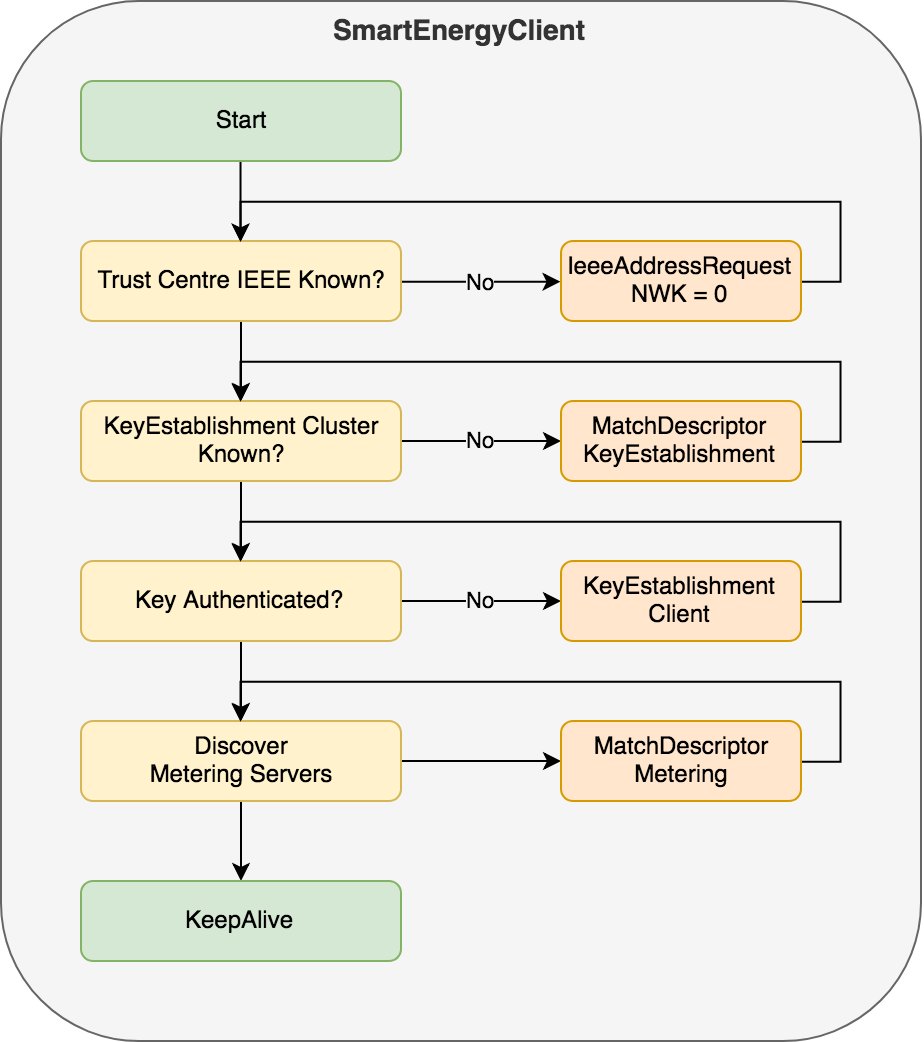 SmartEnergyClient
Start
Trust Centre IEEE Known?
No
IeeeAddressRequest
NWK = 0
KeyEstablishment Cluster
Known?
No
MatchDescriptor
KeyEstablishment
Key Authenticated?
No
KeyEstablishment
Client
Discover
Metering Servers
MatchDescriptor
Metering
KeepAlive